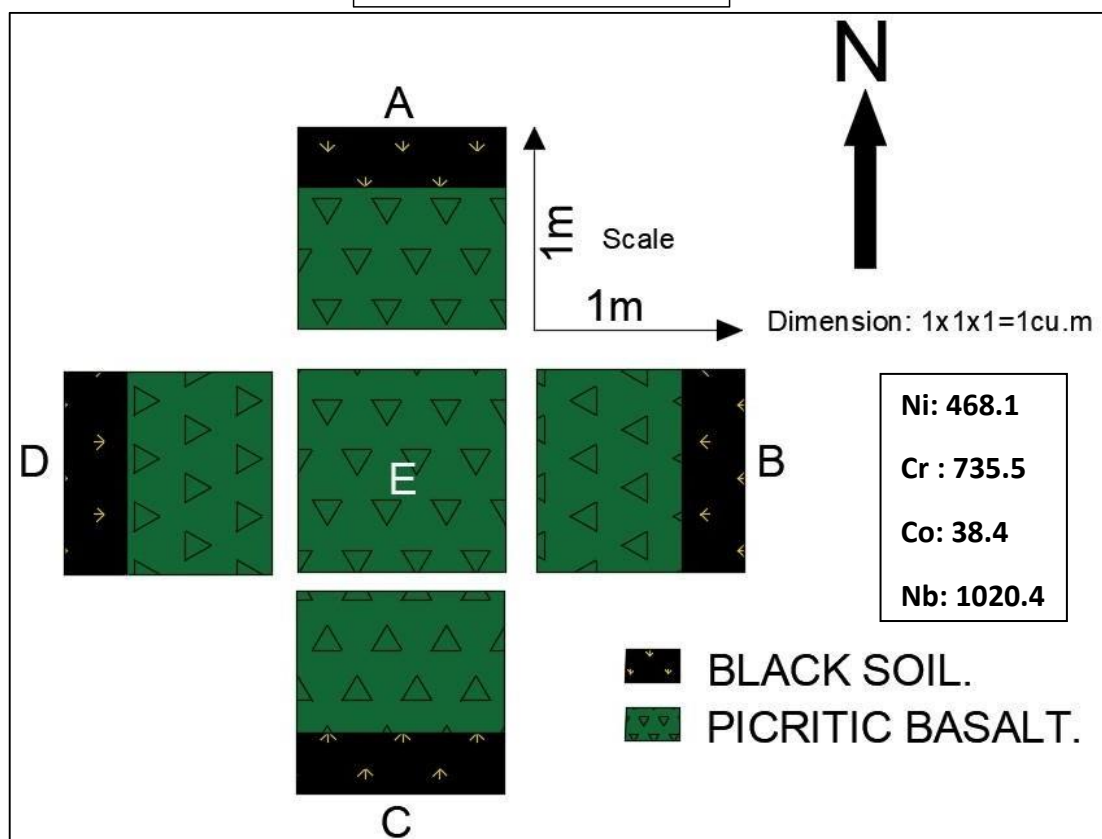 A
N
1m
Scale
1m
Dimension: 1x1x1=1cu.m
D
E
B
Ni: 468.1
Cr : 735.5
Co: 38.4
Nb: 1020.4
BLACK SOIL.
PICRITIC BASALT.
C